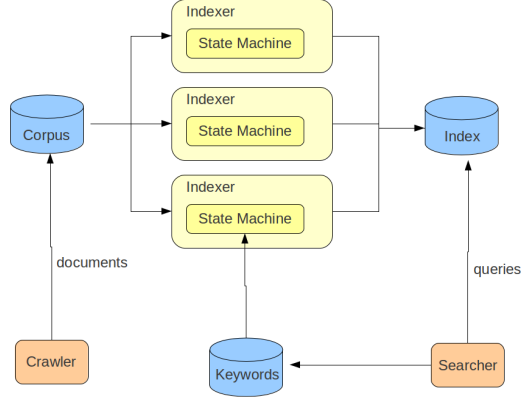 Indexer
State Machine
Indexer
State Machine
Corpus
Index
Indexer
State Machine
documents
queries
Crawler
Keywords
Searcher